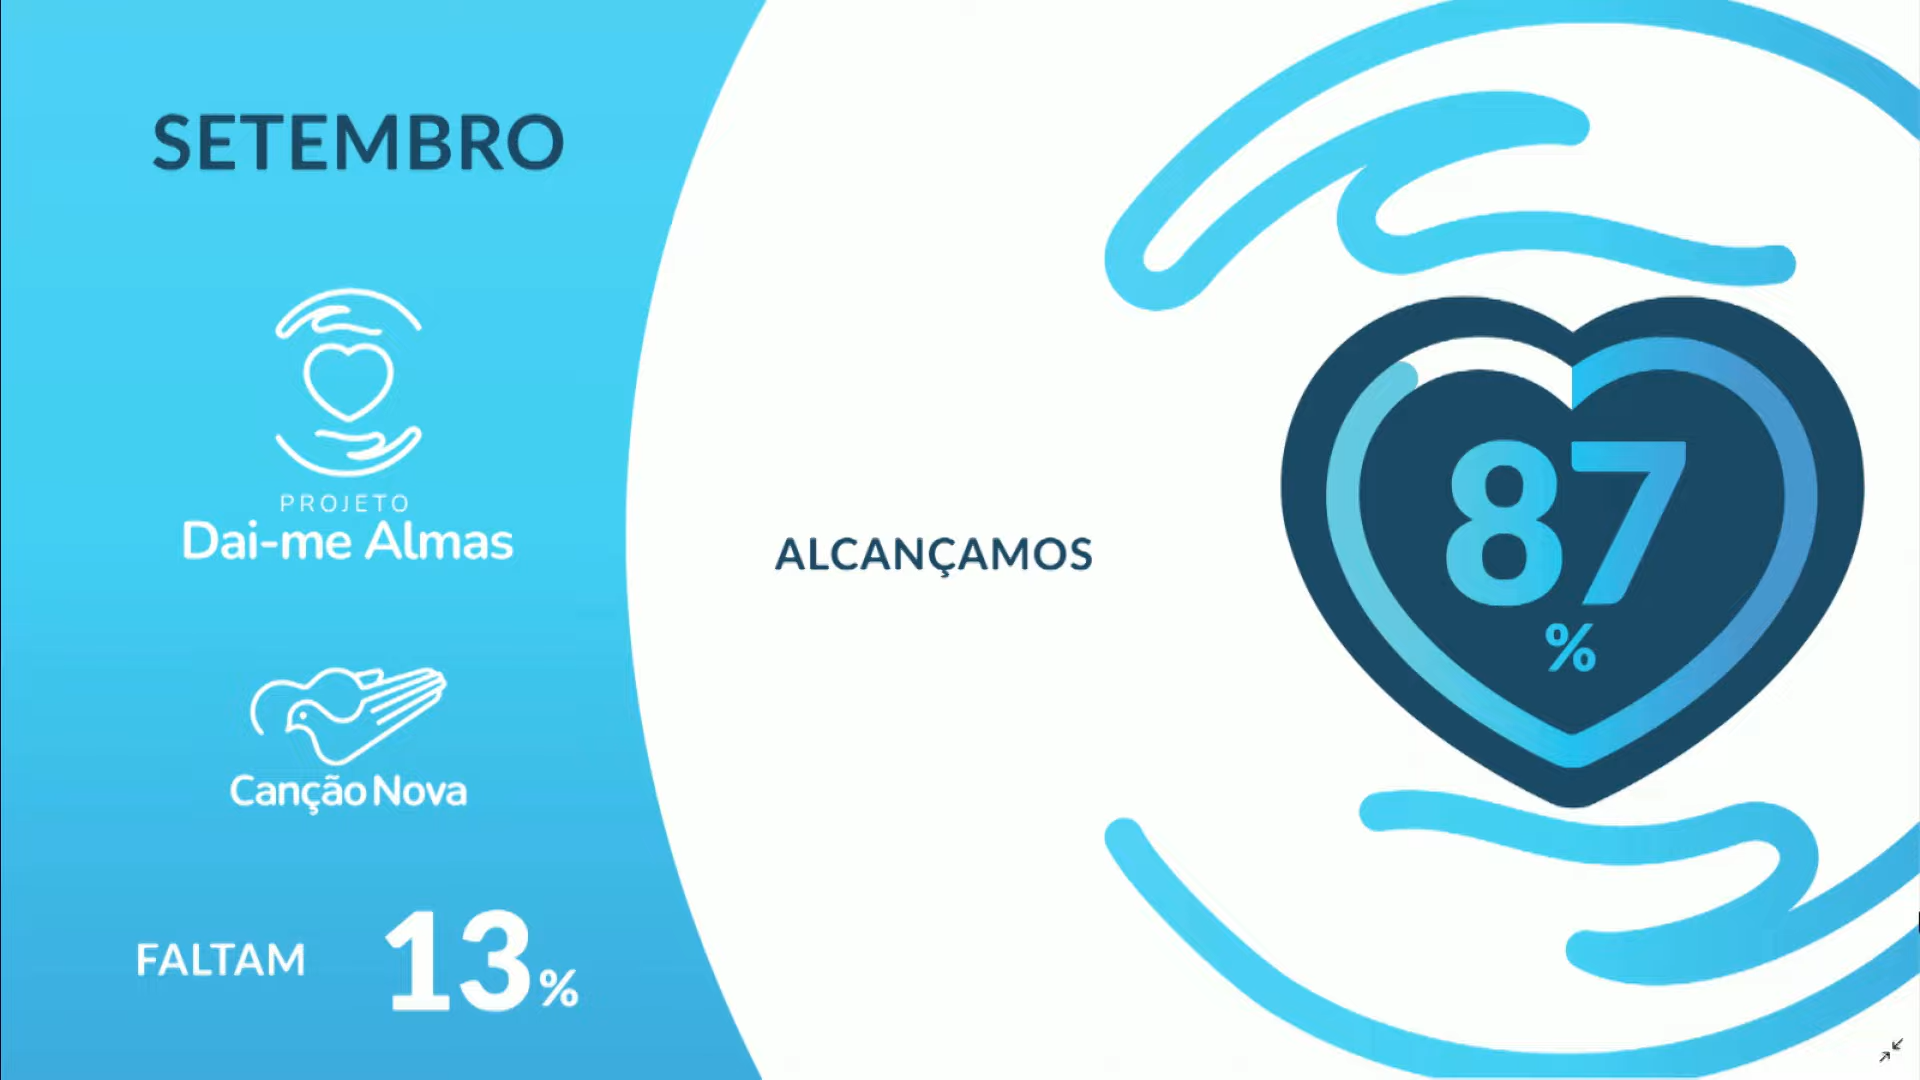 SETEMBRO
PROJETO
Dai-me Almas
Canção Nova
FALTAM 13%
ALCANÇAMOS
87
%